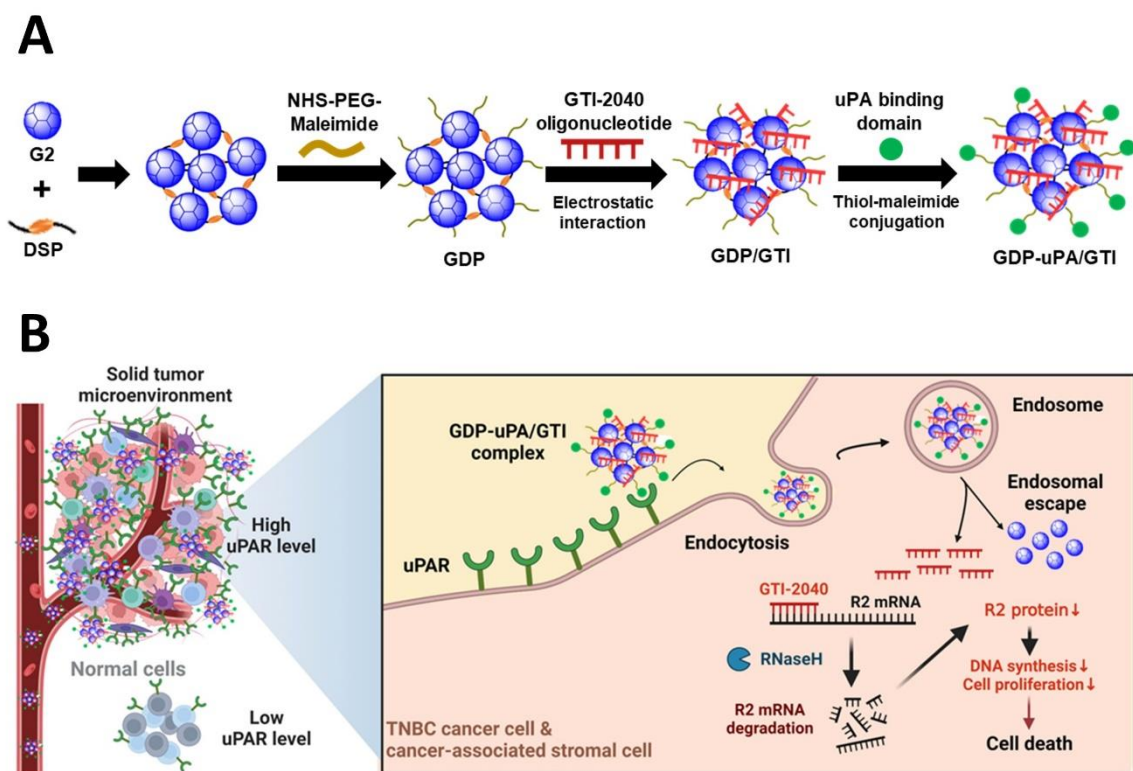 A
G2
+
DSP
NHS-PEG-
Maleimide
GDP
GTI-2040
oligonucleotide
Electrostatic
interaction
GDP/GTI
uPA binding
domain
Thiol-maleimide
conjugation
GDP-uPA/GTI
B
Solid tumor
microenvironment
High
uPAR level
Normal cells
Low
uPAR level
GDP-uPA/GTI
complex
uPAR
Endocytosis
Endosome
Endosomal
escape
GTI-2040
R2 mRNA
RNaseH
R2 mRNA
degradation
R2 protein↓
DNA synthesis↓
Cell proliferation↓
Cell death
TNBC cancer cell &
cancer-associated stromal cell